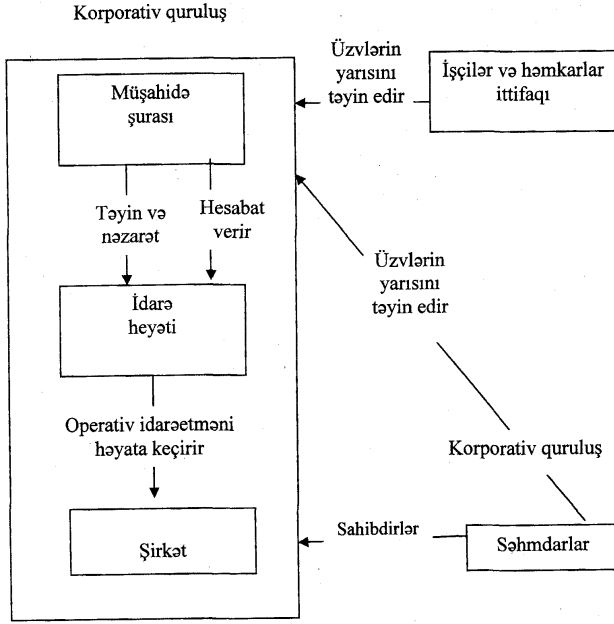 Korporativ quruluş
Müşahidə
şurası
Üzvlərin
yarısını
təyin edir
İşçilər və həmkarlar
ittifaqı
Təyin və
nəzarət
Hesabat
verir
Üzvlərin
yarısını
təyin edir
İdarə
heyəti
Operativ idarəetməni
həyata keçirir
Korporativ quruluş
Şirkət
Sahibdirlər
Səhmdarlar